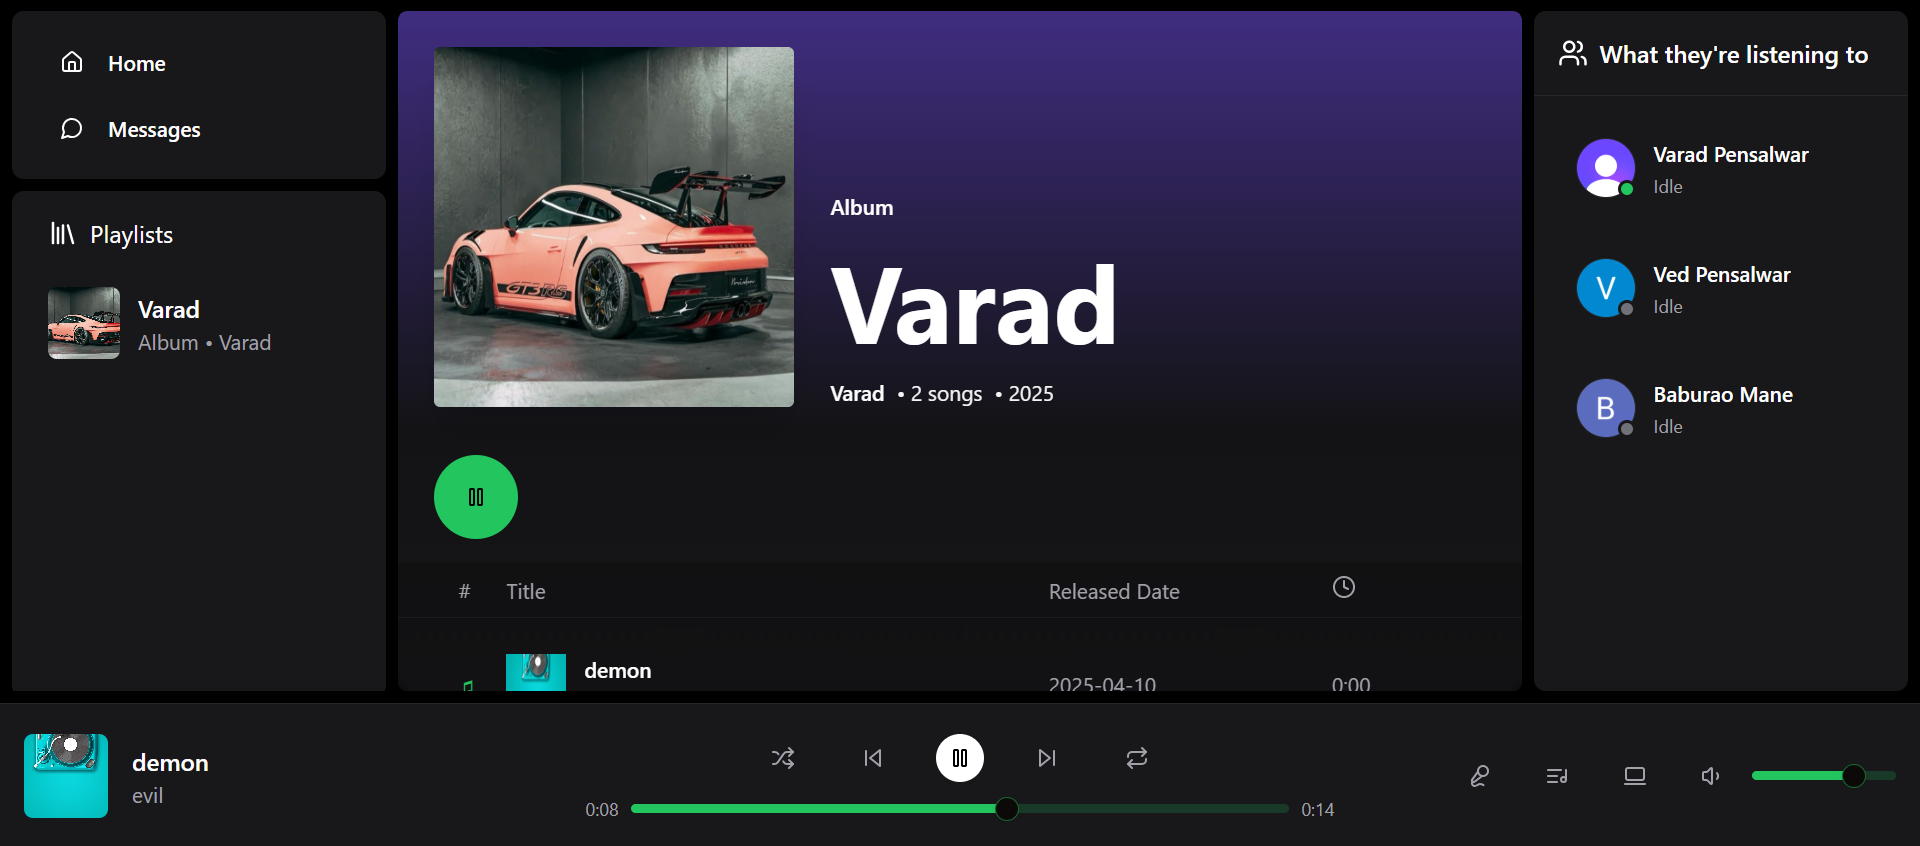 Home
Messages
Playlists
Varad
Album • Varad
GT3 RS
Album
Varad
Varad • 2 songs • 2025
# Title Released Date
demon
2025-04-10 0:00
What they're listening to
Varad Pensalwar
Idle
V
Ved Pensalwar
Idle
B
Baburao Mane
Idle
demon
evil
0:08
0:14